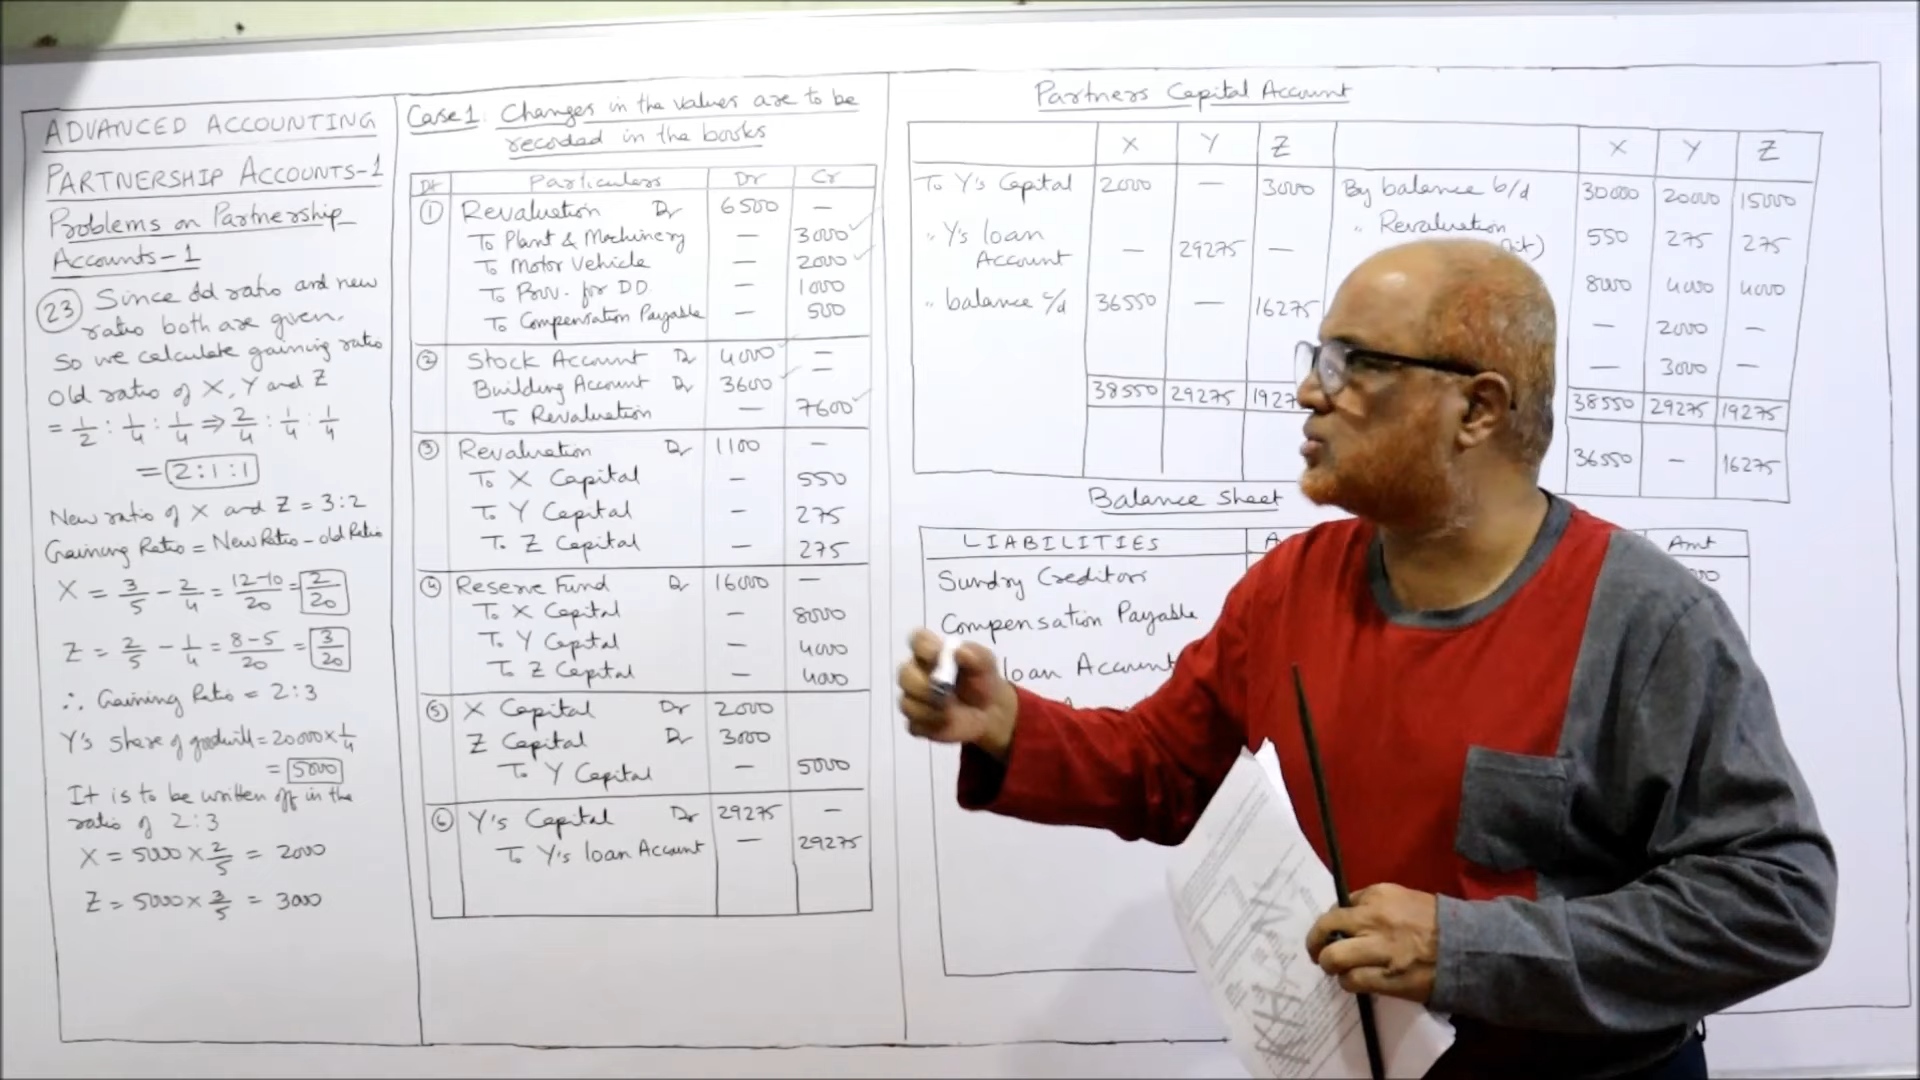 ADVANCED ACCOUNTING
PARTNERSHIP ACCOUNTS-1
Problems on Partnership
Accounts-1
23 Since old ratio and new
ratio both are given.
So we calculate gaining ratio
Old ratio of X, Y and Z
= 1/2 : 1/4 : 1/4 ⇒ 2/4 : 1/4 : 1/4
= 2:1:1
New ratio of X and Z = 3:2
Gaining Ratio = New Ratio - old Ratio
X = 3/5 - 2/4 = 12-10/20 = 2/20
Z = 2/5 - 1/4 = 8-5/20 = 3/20
∴ Gaining Ratio = 2:3
Y's Share of goodwill = 20000 x 1/4
= 5000
It is to be written off in the
ratio of 2:3
X = 5000 x 2/5 = 2000
Z = 5000 x 3/5 = 3000
Case 1. Changes in the values are to be
recorded in the books
Dt Particulars Dr Cr
1 Revaluation Dr 6500 —
To Plant & Machinery — 3000
To Motor Vehicle — 2000
To Prov. for DD — 1000
To Compensation Payable — 500
2 Stock Account Dr 4000 —
Building Account Dr 3600 —
To Revaluation — 7600
3 Revaluation Dr 1100 —
To X Capital — 550
To Y Capital — 275
To Z Capital — 275
4 Reserve Fund Dr 16000 —
To X Capital — 8000
To Y Capital — 4000
To Z Capital — 4000
5 X Capital Dr 2000
Z Capital Dr 3000
To Y Capital — 5000
6 Y's Capital Dr 29275 —
To Y's loan Account — 29275
Partners Capital Account
X Y Z X Y Z
To Y's Capital 2000 — 3000 By balance b/d 30000 20000 15000
" Y's loan " Revaluation
Account — 29275 — 550 275 275
8000 4000 4000
" balance c/d 36550 — 16275
— 2000 —
— 3000 —
38550 29275 1927 38550 29275 19275
36550 — 16275
Balance Sheet
LIABILITIES A Amt
Sundry Creditors
Compensation Payable
loan Account